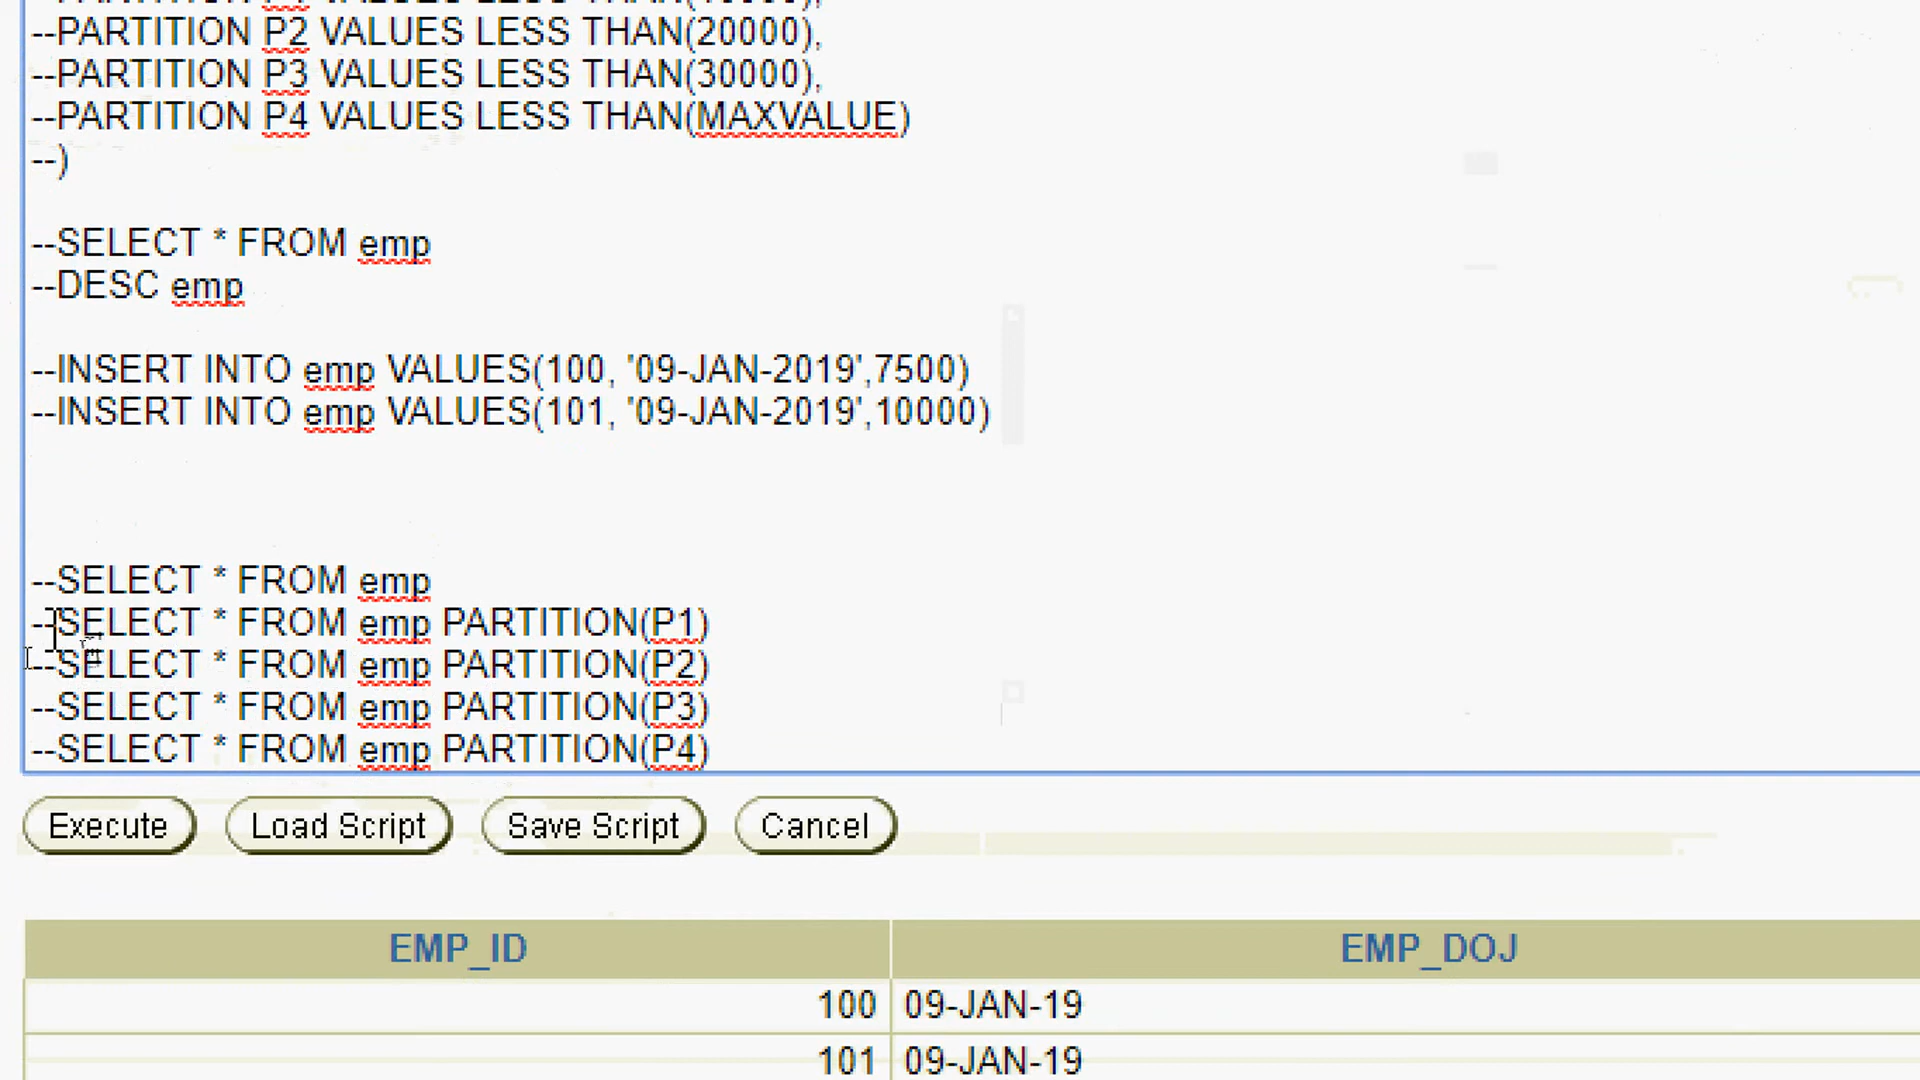 --PARTITION P2 VALUES LESS THAN(20000),
--PARTITION P3 VALUES LESS THAN(30000),
--PARTITION P4 VALUES LESS THAN(MAXVALUE)
--)
--SELECT * FROM emp
--DESC emp
--INSERT INTO emp VALUES(100, '09-JAN-2019',7500)
--INSERT INTO emp VALUES(101, '09-JAN-2019',10000)
--SELECT * FROM emp
--SELECT * FROM emp PARTITION(P1)
--SELECT * FROM emp PARTITION(P2)
--SELECT * FROM emp PARTITION(P3)
--SELECT * FROM emp PARTITION(P4)
Execute Load Script Save Script Cancel
EMP_ID EMP_DOJ
100 09-JAN-19
101 09-JAN-19